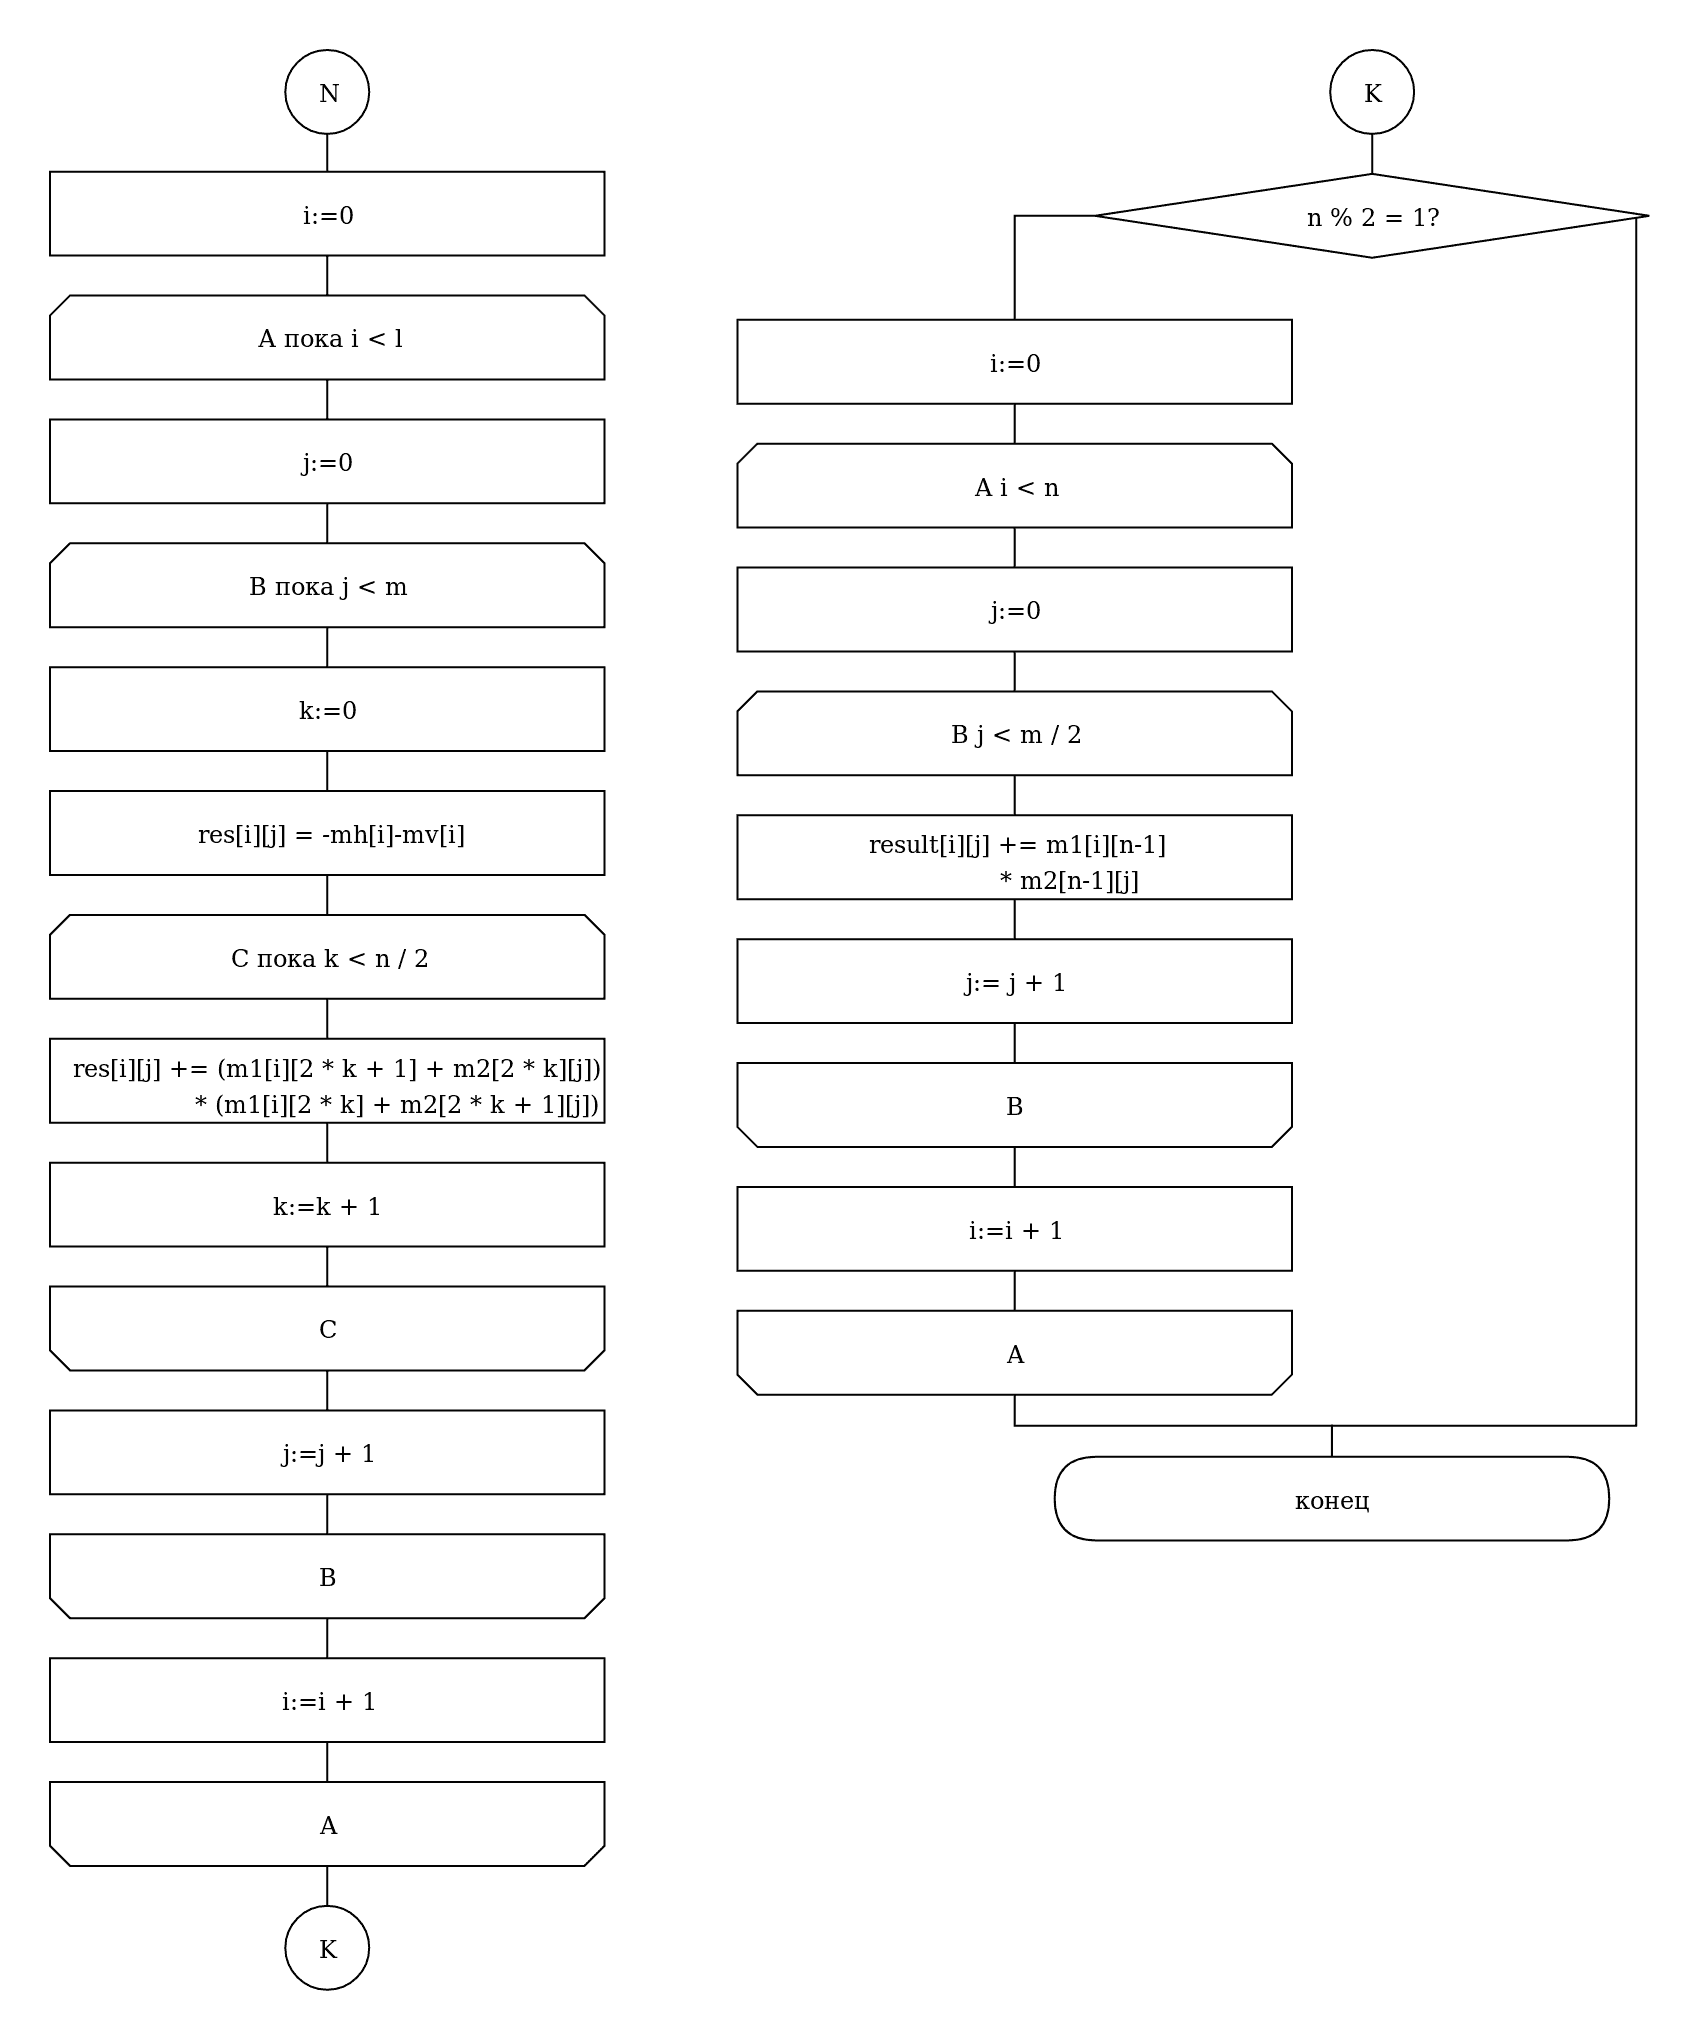 N
i:=0
A пока i < l
j:=0
B пока j < m
k:=0
res[i][j] = -mh[i]-mv[i]
C пока k < n / 2
res[i][j] += (m1[i][2 * k + 1] + m2[2 * k][j])
* (m1[i][2 * k] + m2[2 * k + 1][j])
k:=k + 1
C
j:=j + 1
B
i:=i + 1
A
K
K
n % 2 = 1?
i:=0
A i < n
j:=0
B j < m / 2
result[i][j] += m1[i][n-1]
* m2[n-1][j]
j:= j + 1
B
i:=i + 1
A
конец